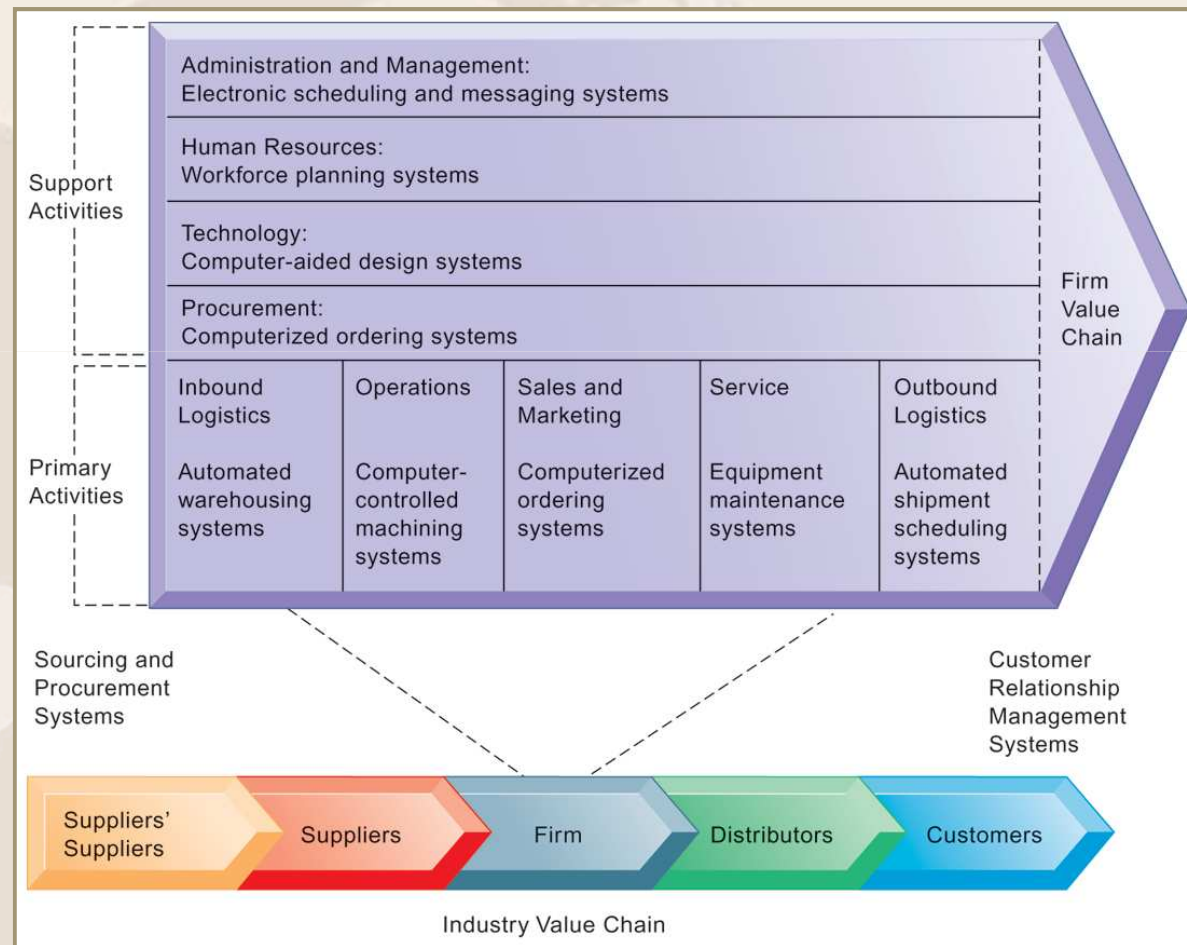 Support
Activities
Administration and Management:
Electronic scheduling and messaging systems
Human Resources:
Workforce planning systems
Technology:
Computer-aided design systems
Procurement:
Computerized ordering systems
Firm
Value
Chain
Primary
Activities
Inbound
Logistics
Automated
warehousing
systems
Operations
Computer-
controlled
machining
systems
Sales and
Marketing
Computerized
ordering
systems
Service
Equipment
maintenance
systems
Outbound
Logistics
Automated
shipment
scheduling
systems
Sourcing and
Procurement
Systems
Customer
Relationship
Management
Systems
Suppliers’
Suppliers
Suppliers
Firm
Distributors
Customers
Industry Value Chain